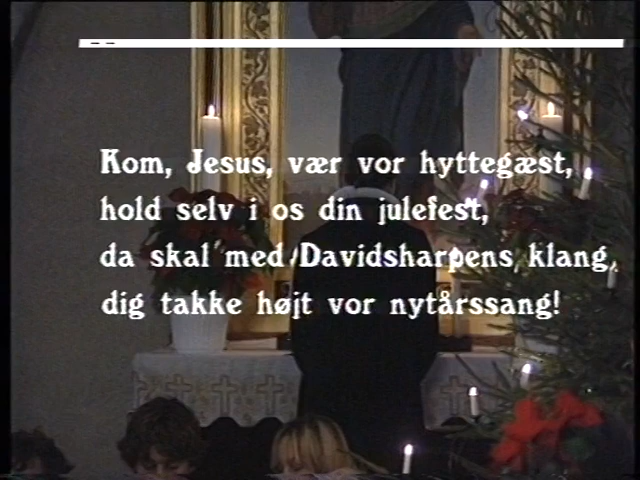 Kom, Jesus, vær vor hyttegæst,
hold selv i os din julefest,
da skal med Davidsharpens klang,
dig takke højt vor nytårssang!